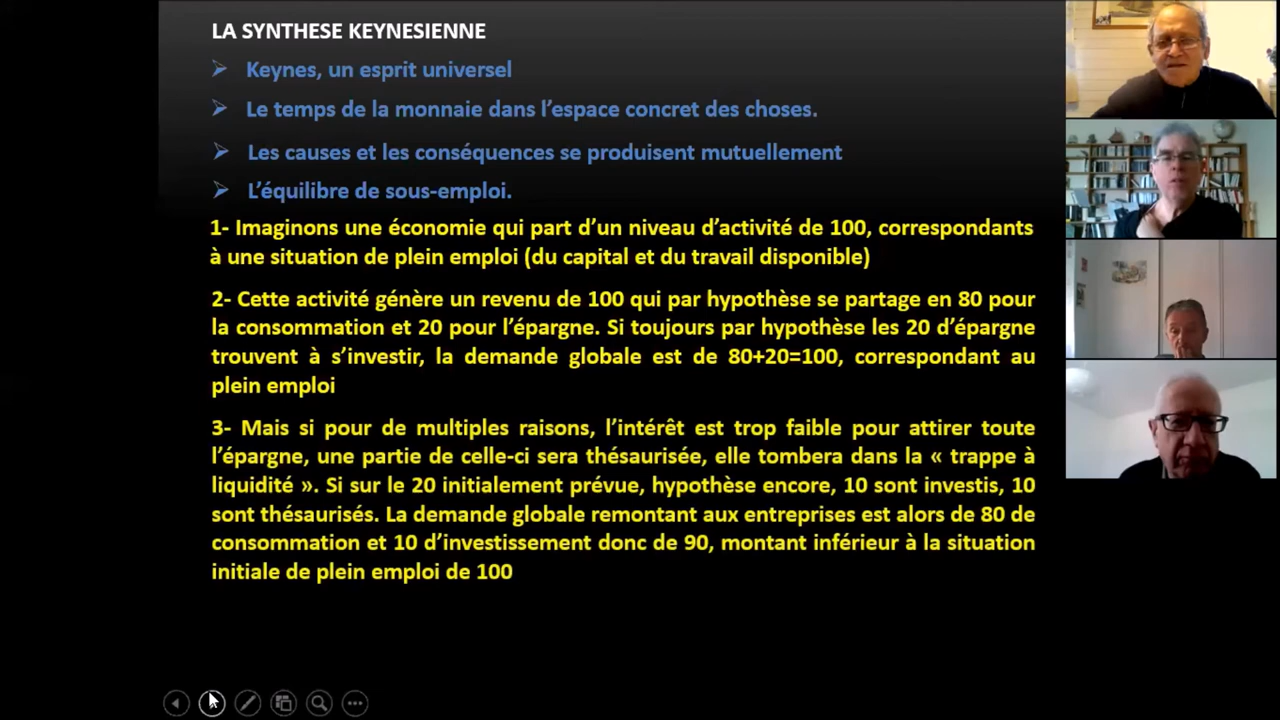 LA SYNTHESE KEYNESIENNE
Keynes, un esprit universel
Le temps de la monnaie dans l'espace concret des choses.
Les causes et les conséquences se produisent mutuellement
L'équilibre de sous-emploi.
1- Imaginons une économie qui part d'un niveau d'activité de 100, correspondants
à une situation de plein emploi (du capital et du travail disponible)
2- Cette activité génère un revenu de 100 qui par hypothèse se partage en 80 pour
la consommation et 20 pour l'épargne. Si toujours par hypothèse les 20 d'épargne
trouvent à s'investir, la demande globale est de 80+20=100, correspondant au
plein emploi
3- Mais si pour de multiples raisons, l'intérêt est trop faible pour attirer toute
l'épargne, une partie de celle-ci sera thésaurisée, elle tombera dans la « trappe à
liquidité ». Si sur le 20 initialement prévue, hypothèse encore, 10 sont investis, 10
sont thésaurisés. La demande globale remontant aux entreprises est alors de 80 de
consommation et 10 d'investissement donc de 90, montant inférieur à la situation
initiale de plein emploi de 100